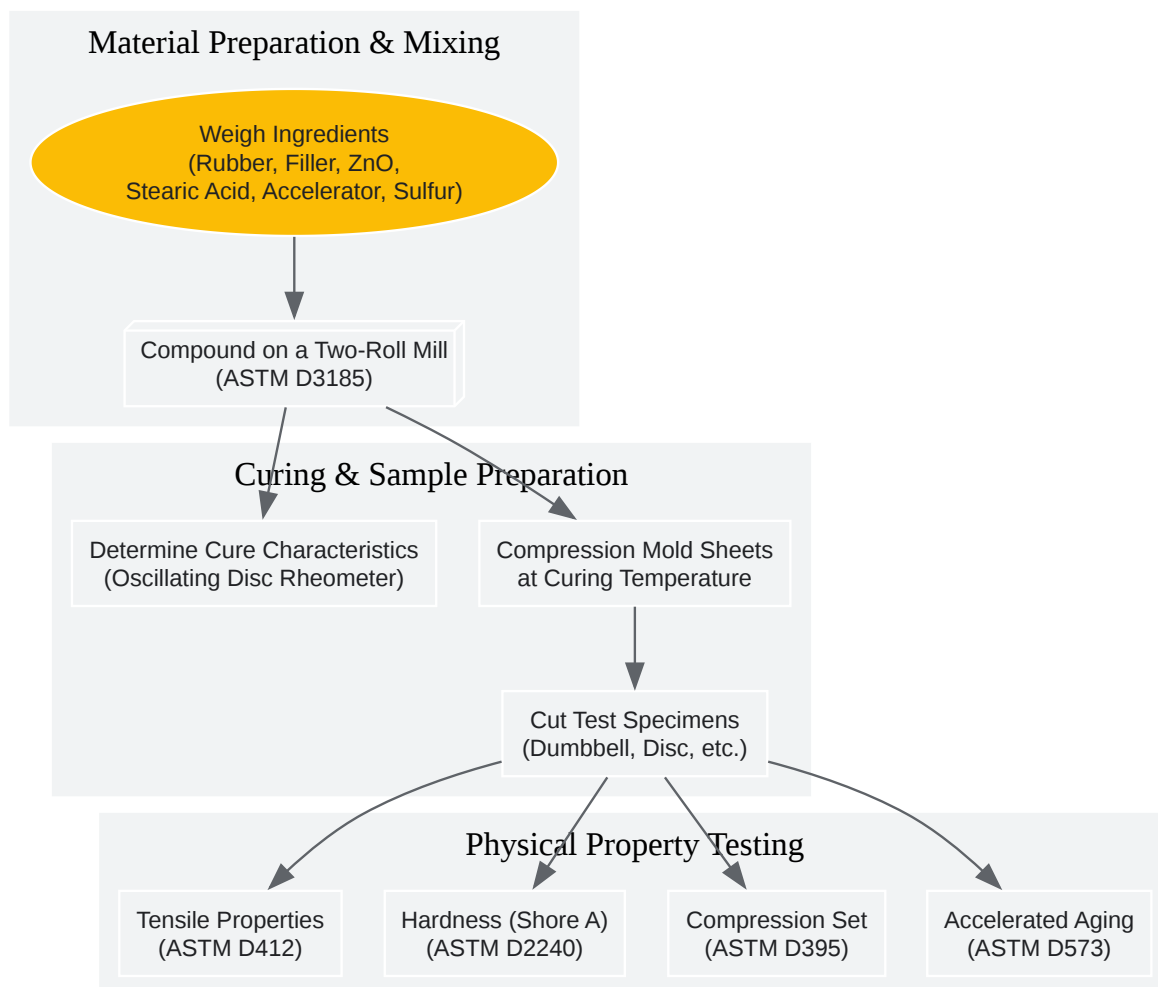 Material Preparation & Mixing
Weigh Ingredients
(Rubber, Filler, ZnO,
Stearic Acid, Accelerator, Sulfur)
Compound on a Two-Roll Mill
(ASTM D3185)
Curing & Sample Preparation
Determine Cure Characteristics
(Oscillating Disc Rheometer)
Compression Mold Sheets
at Curing Temperature
Cut Test Specimens
(Dumbbell, Disc, etc.)
Physical Property Testing
Tensile Properties
(ASTM D412)
Hardness (Shore A)
(ASTM D2240)
Compression Set
(ASTM D395)
Accelerated Aging
(ASTM D573)